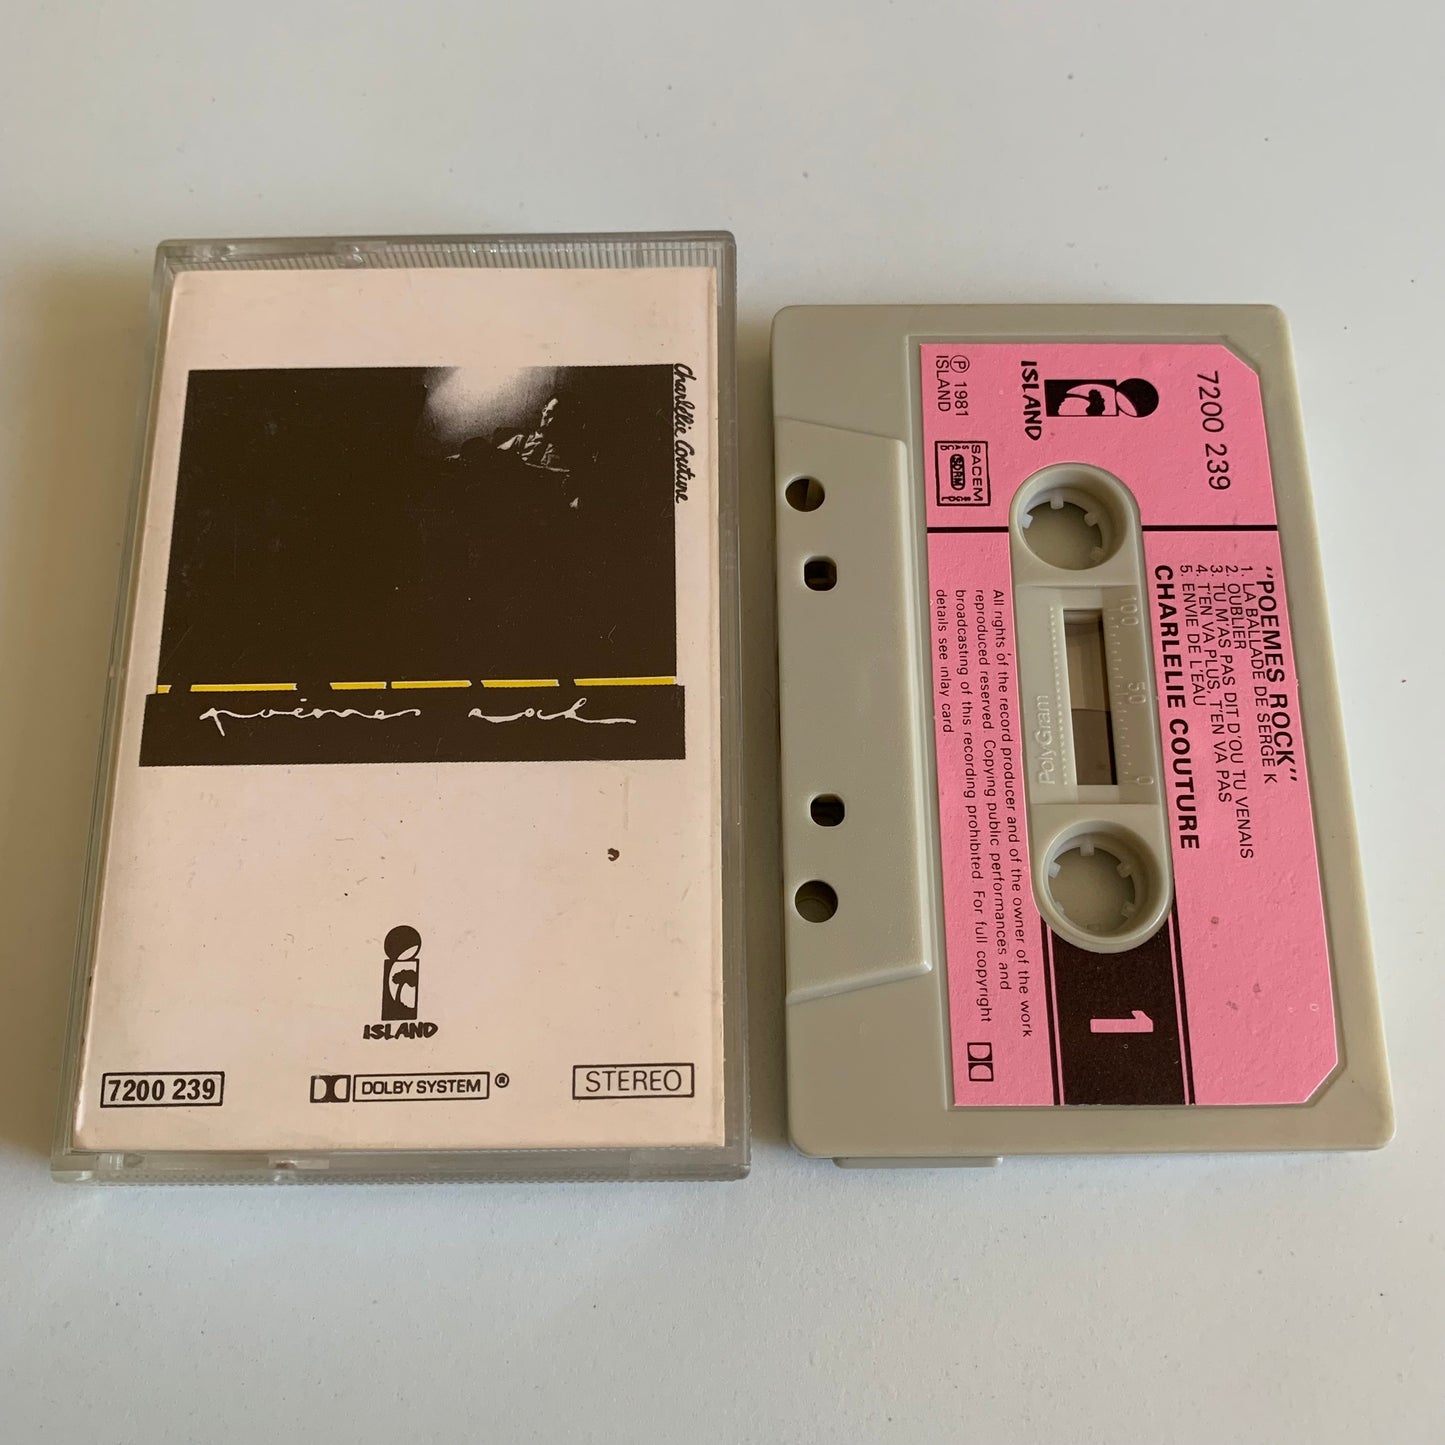 Charlélie Couture
poèmes rock
ISLAND
7200 239
DOLBY SYSTEM ®
STEREO
7200 239
ISLAND
℗ 1981
ISLAND
SACEM
SDRM
"POEMES ROCK"
1. LA BALLADE DE SERGE K
2. OUBLIER
3. TU M'AS PAS DIT D'OU TU VENAIS
4. T'EN VA PLUS, T'EN VA PAS
5. ENVIE DE L'EAU
CHARLELIE COUTURE
100 50 0
PolyGram
All rights of the record producer and of the owner of the work
reproduced reserved. Copying public performances and
broadcasting of this recording prohibited. For full copyright
details see inlay card
1